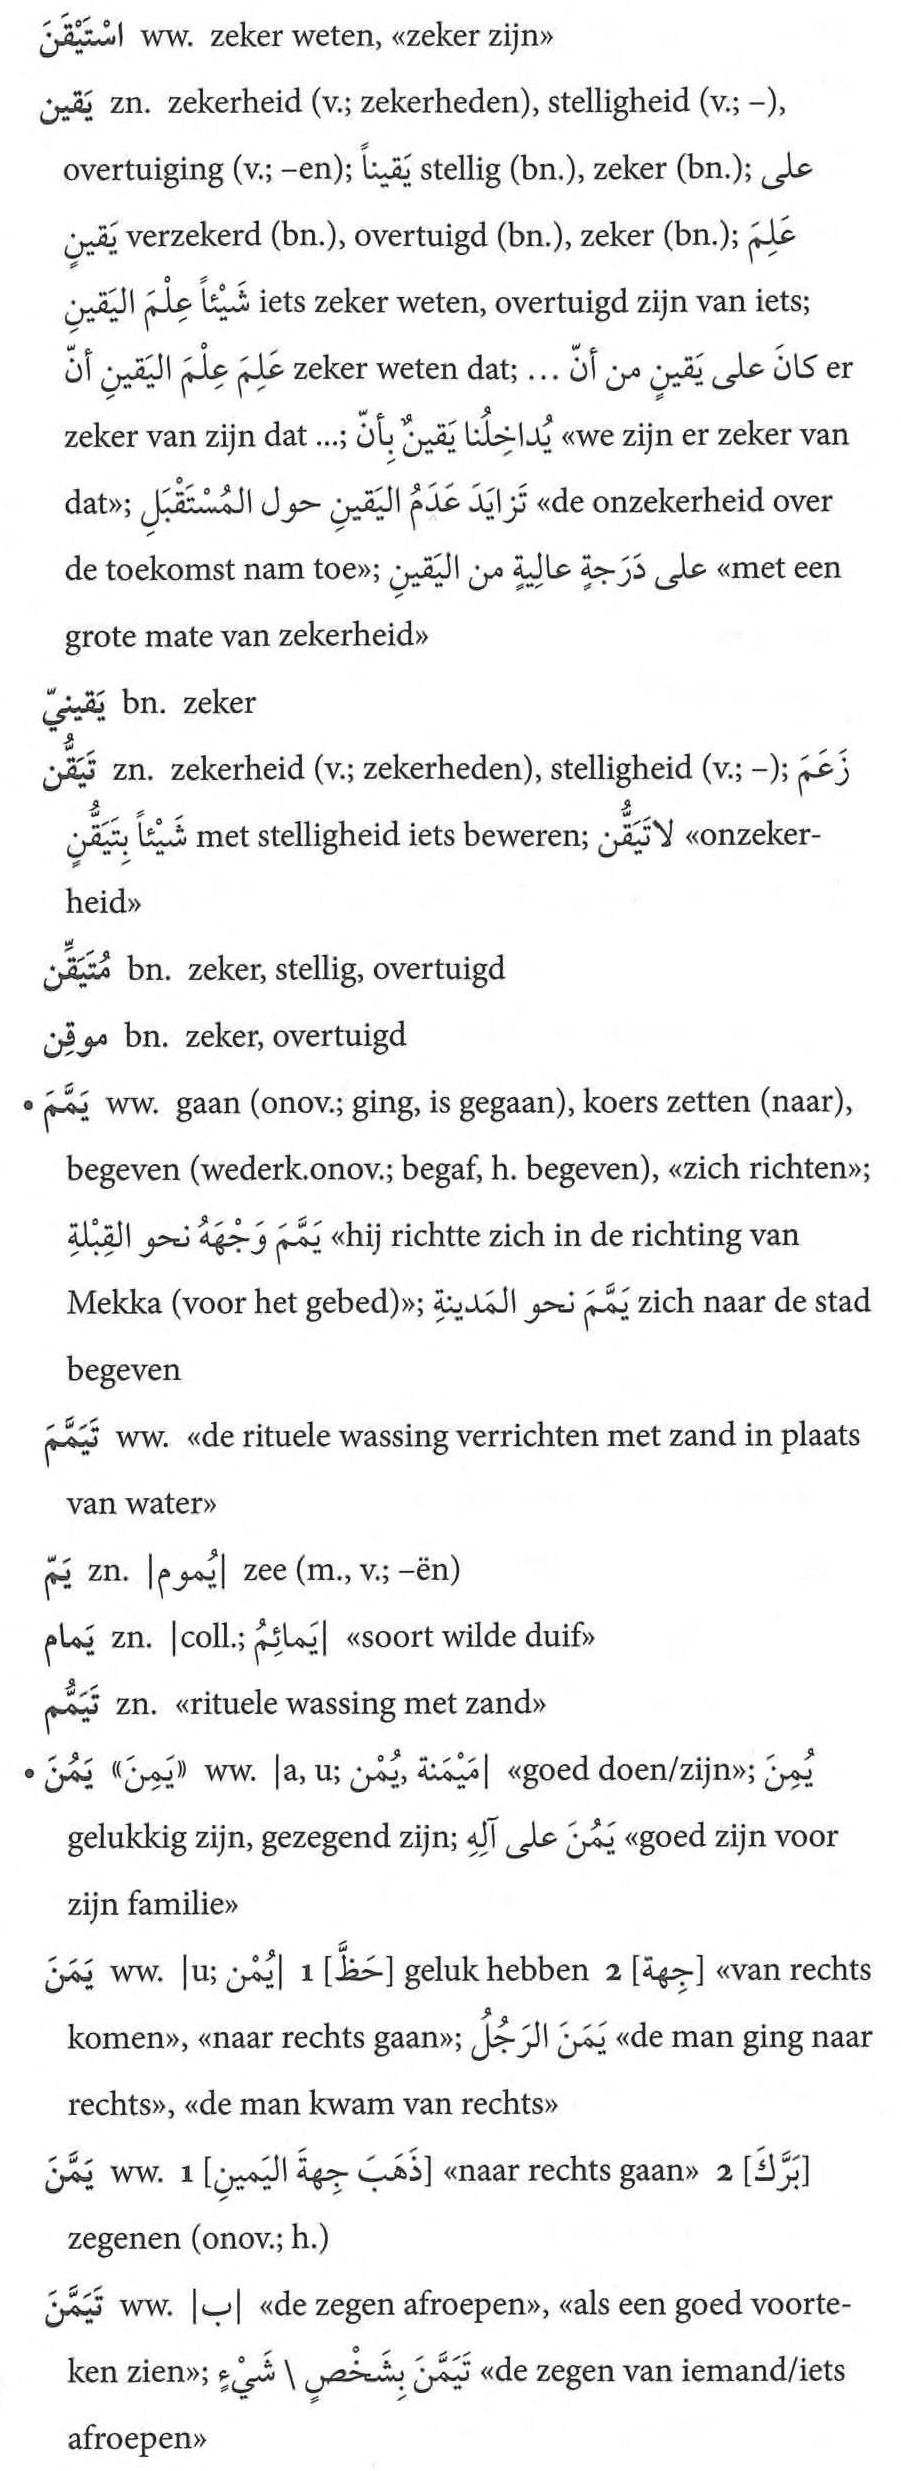 اسْتَيْقَنَ ww. zeker weten, «zeker zijn»
يَقين zn. zekerheid (v.; zekerheden), stelligheid (v.; –),
overtuiging (v.; –en); يَقيناً stellig (bn.), zeker (bn.); على
يَقينٍ verzekerd (bn.), overtuigd (bn.), zeker (bn.); عَلِمَ
شَيْئاً عِلْمَ اليَقينِ iets zeker weten, overtuigd zijn van iets;
عَلِمَ عِلْمَ اليَقينِ أنّ zeker weten dat; … كانَ على يَقينٍ من أنّ er
zeker van zijn dat ...; يُداخِلُنا يَقينٌ بِأنّ «we zijn er zeker van
dat»; تَزايَدَ عَدَمُ اليَقينِ حول المُسْتَقْبَلِ «de onzekerheid over
de toekomst nam toe»; على دَرَجةٍ عالِيةٍ من اليَقينِ «met een
grote mate van zekerheid»
يَقينيّ bn. zeker
تَيَقُّن zn. zekerheid (v.; zekerheden), stelligheid (v.; –); زَعَمَ
شَيْئاً بِتَيَقُّنٍ met stelligheid iets beweren; لاتَيَقُّن «onzeker-
heid»
مُتَيَقِّن bn. zeker, stellig, overtuigd
موقِن bn. zeker, overtuigd
• يَمَّمَ ww. gaan (onov.; ging, is gegaan), koers zetten (naar),
begeven (wederk.onov.; begaf, h. begeven), «zich richten»;
يَمَّمَ وَجْهَهُ نحو القِبْلةِ «hij richtte zich in de richting van
Mekka (voor het gebed)»; يَمَّمَ نحو المَدينةِ zich naar de stad
begeven
تَيَمَّمَ ww. «de rituele wassing verrichten met zand in plaats
van water»
يَمّ zn. |يُموم| zee (m., v.; –ën)
يَمام zn. |coll.; يَمائِمُ| «soort wilde duif»
تَيَمُّم zn. «rituele wassing met zand»
• يَمُنَ «يَمِنَ» ww. |a, u; يُمْن, مَيْمَنة| «goed doen/zijn»; يُمِنَ
gelukkig zijn, gezegend zijn; يَمُنَ على آلِهِ «goed zijn voor
zijn familie»
يَمَنَ ww. |u; يُمْن| 1 [حَظَّ] geluk hebben 2 [جِهة] «van rechts
komen», «naar rechts gaan»; يَمَنَ الرَجُلُ «de man ging naar
rechts», «de man kwam van rechts»
يَمَّنَ ww. 1 [ذَهَبَ جِهةَ اليَمينِ] «naar rechts gaan» 2 [بَرَّكَ]
zegenen (onov.; h.)
تَيَمَّنَ ww. |ب| «de zegen afroepen», «als een goed voorte-
ken zien»; تَيَمَّنَ بِشَخْصٍ \ شَيْءٍ «de zegen van iemand/iets
afroepen»